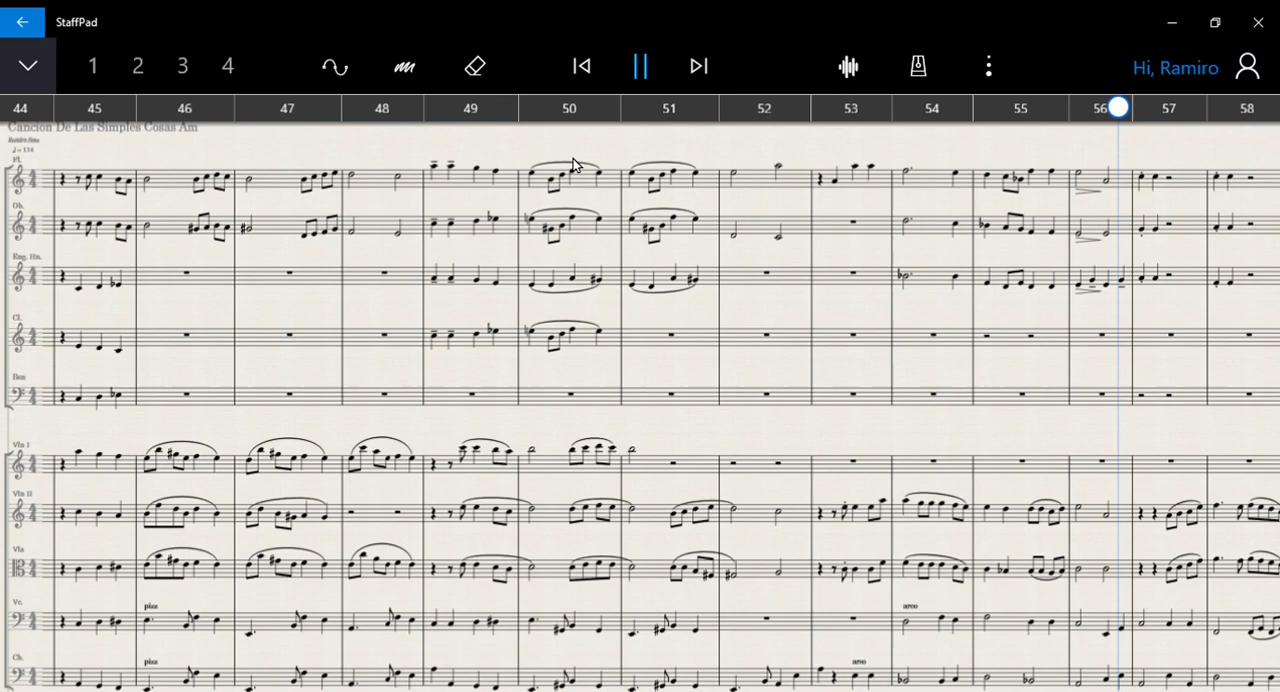 StaffPad
1 2 3 4
Hi, Ramiro
44 45 46 47 48 49 50 51 52 53 54 55 56 57 58
Cancion De Las Simples Cosas Am
♩ = 114
Fl.
Ob.
Eng. Hn.
Cl.
Bsn
Vln I
Vln II
Vla
Vc.
pizz
arco
Cb.
pizz
arco